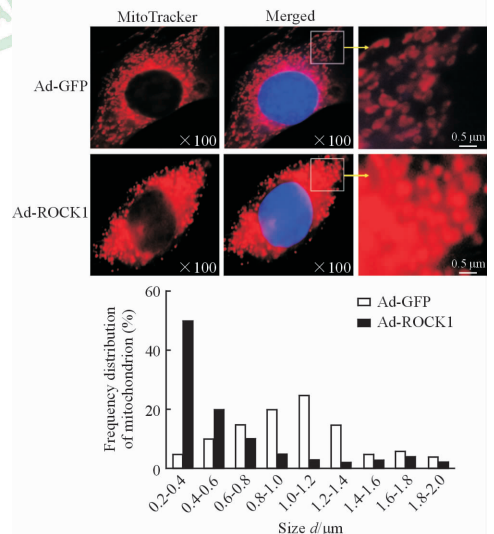 MitoTracker Merged
Ad-GFP
×100 ×100 0.5 μm
Ad-ROCK1
×100 ×100 0.5 μm
Frequency distribution
of mitochondrion (%)
60
40
20
0
Ad-GFP
Ad-ROCK1
0.2-0.4 0.4-0.6 0.6-0.8 0.8-1.0 1.0-1.2 1.2-1.4 1.4-1.6 1.6-1.8 1.8-2.0
Size d/μm